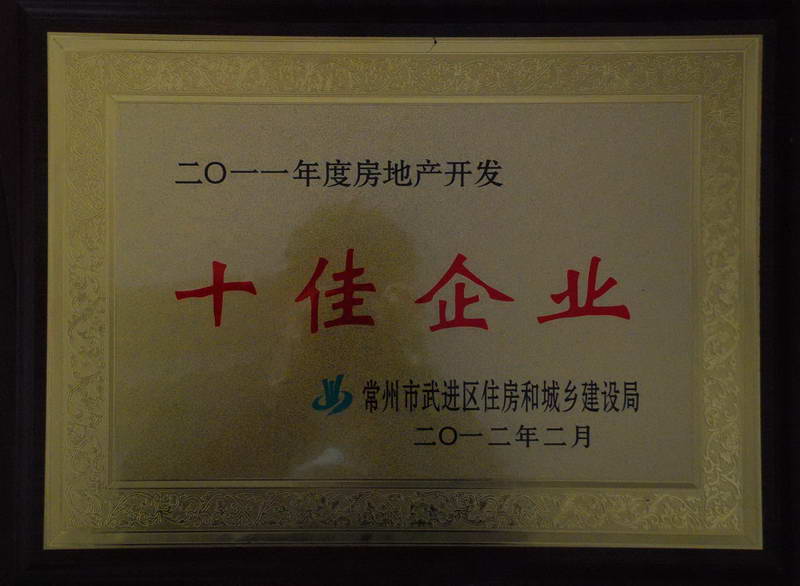 二〇一一年度房地产开发
十佳企业
常州市武进区住房和城乡建设局
二〇一二年二月